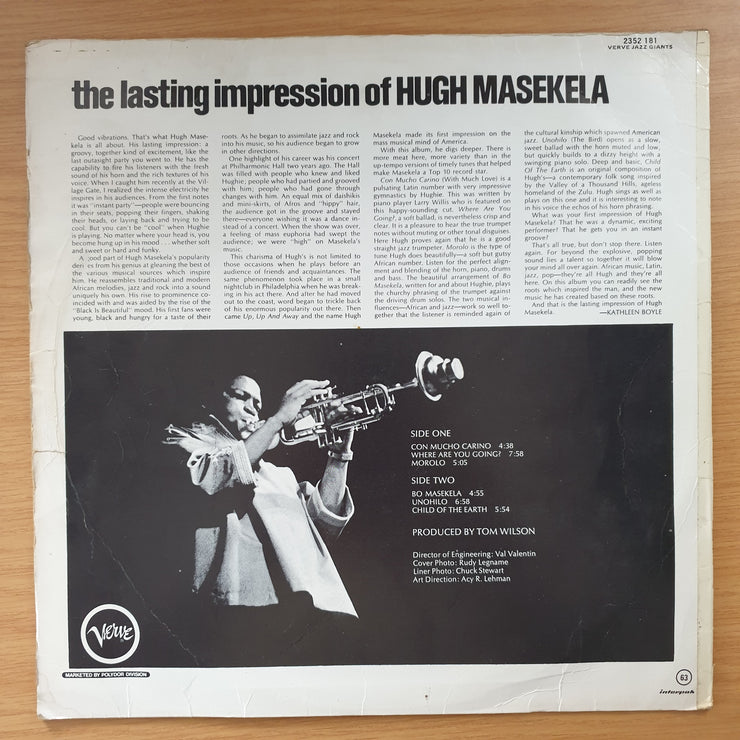 2352 181
VERVE JAZZ GIANTS
the lasting impression of HUGH MASEKELA
Good vibrations. That's what Hugh Mase-
kela is all about. His lasting impression: a
groovy, together kind of excitement, like the
last outasight party you went to. He has the
capability to fire his listeners with the fresh
sound of his horn and the rich textures of his
voice. When I caught him recently at the Vil-
lage Gate, I realized the intense electricity he
inspires in his audiences. From the first notes
it was "instant party"—people were bouncing
in their seats, popping their fingers, shaking
their heads, or laying back and trying to be
cool. But you can't be "cool" when Hughie
is playing. No matter where your head is, you
become hung up in his mood . . . whether soft
and sweet or hard and funky.
A good part of Hugh Masekela's popularity
derives from his genius at gleaning the best of
the various musical sources which inspire
him. He reassembles traditional and modern
African melodies, jazz and rock into a sound
uniquely his own. His rise to prominence co-
incided with and was aided by the rise of the
"Black Is Beautiful" mood. His first fans were
young, black and hungry for a taste of their
roots. As he began to assimilate jazz and rock
into his music, so his audience began to grow
in other directions.
One highlight of his career was his concert
at Philharmonic Hall two years ago. The Hall
was filled with people who knew and liked
Hughie; people who had partied and grooved
with him; people who had gone through
changes with him. An equal mix of dashikis
and mini-skirts, of Afros and "hippy" hair,
the audience got in the groove and stayed
there—everyone wishing it was a dance in-
stead of a concert. When the show was over,
a feeling of mass euphoria had swept the
audience; we were "high" on Masekela's
music.
This charisma of Hugh's is not limited to
those occasions when he plays before an
audience of friends and acquaintances. The
same phenomenon took place in a small
nightclub in Philadelphia when he was break-
ing in his act there. And after he had moved
out to the coast, word began to trickle back
of his enormous popularity out there. Then
came Up, Up And Away and the name Hugh
Masekela made its first impression on the
mass musical mind of America.
With this album, he digs deeper. There is
more meat here, more variety than in the
up-tempo versions of timely tunes that helped
make Masekela a Top 10 record star.
Con Mucho Carino (With Much Love) is a
pulsating Latin number with very impressive
gymnastics by Hughie. This was written by
piano player Larry Willis who is featured on
this happy-sounding cut. Where Are You
Going?, a soft ballad, is nevertheless crisp and
clear. It is a pleasure to hear the true trumpet
notes without muting or other tonal disguises.
Here Hugh proves again that he is a good
straight jazz trumpeter. Morolo is the type of
tune Hugh does beautifully—a soft but gutsy
African number. Listen for the perfect align-
ment and blending of the horn, piano, drums
and bass. The beautiful arrangement of Bo
Masekela, written for and about Hughie, plays
the churchy phrasing of the trumpet against
the driving drum solos. The two musical in-
fluences—African and jazz—work so well to-
gether that the listener is reminded again of
the cultural kinship which spawned American
jazz. Unohilo (The Bird) opens as a slow,
sweet ballad with the horn muted and low,
but quickly builds to a dizzy height with a
swinging piano solo. Deep and basic, Child
Of The Earth is an original composition of
Hugh's—a contemporary folk song inspired
by the Valley of a Thousand Hills, ageless
homeland of the Zulu. Hugh sings as well as
plays on this one and it is interesting to note
in his voice the echos of his horn phrasing.
What was your first impression of Hugh
Masekela? That he was a dynamic, exciting
performer? That he gets you in an instant
groove?
That's all true, but don't stop there. Listen
again. For beyond the explosive, popping
sound lies a talent so together it will blow
your mind all over again. African music, Latin,
jazz, pop—they're all Hugh and they're all
here. On this album you can readily see the
roots which inspired the man, and the new
music he has created based on these roots.
And that is the lasting impression of Hugh
Masekela. —KATHLEEN BOYLE
SIDE ONE
CON MUCHO CARINO 4:38
WHERE ARE YOU GOING? 7:58
MOROLO 5:05
SIDE TWO
BO MASEKELA 4:55
UNOHILO 6:58
CHILD OF THE EARTH 5:54
PRODUCED BY TOM WILSON
Director of Engineering: Val Valentin
Cover Photo: Rudy Legname
Liner Photo: Chuck Stewart
Art Direction: Acy R. Lehman
Verve
MARKETED BY POLYDOR DIVISION
63
interpak